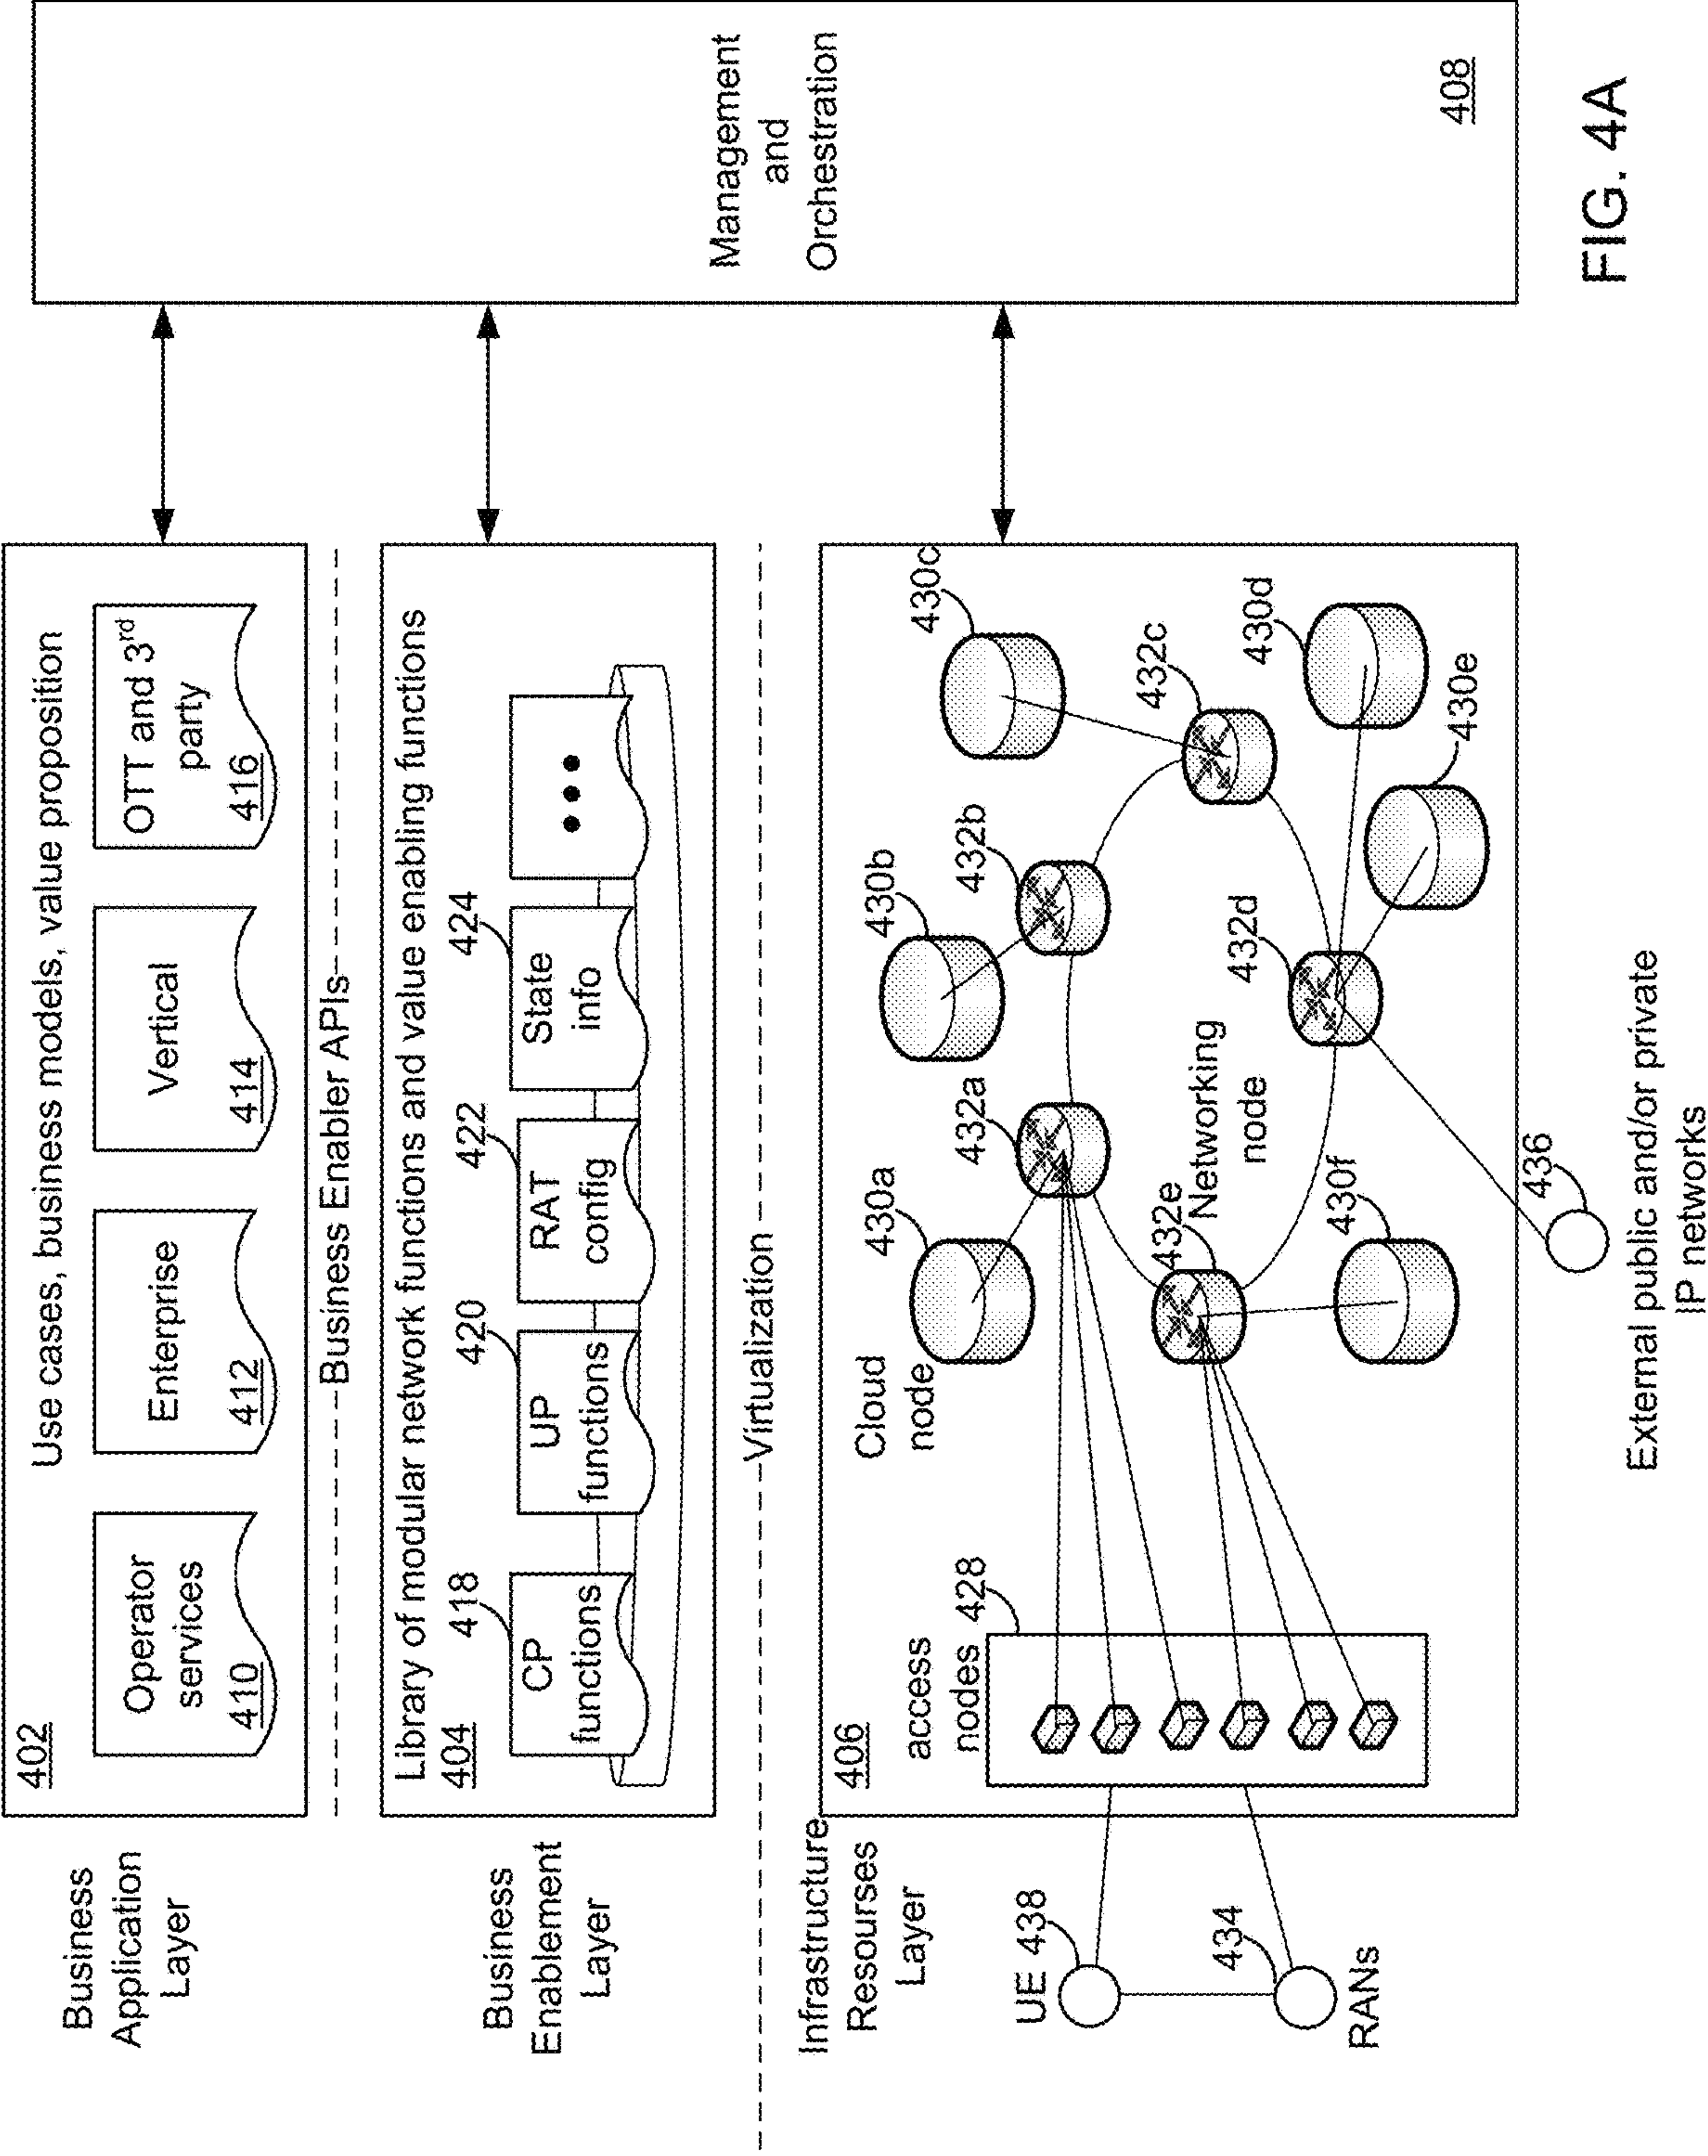 Business
Application
Layer
402
Use cases, business models, value proposition
Operator
services
410
Enterprise
412
Vertical
414
OTT and 3rd
party
416
Business Enabler APIs
Business
Enablement
Layer
Library of modular network functions and value enabling functions
404
418
CP
functions
420
UP
functions
422
RAT
config
424
State
info
•••
Virtualization
Infrastructure
Resourses
Layer
406
access
nodes
428
Cloud
node
430a
430b
430c
432a
432b
432c
432e
Networking
node
432d
430d
430e
430f
UE 438
434
RANs
436
External public and/or private
IP networks
Management
and
Orchestration
408
FIG. 4A